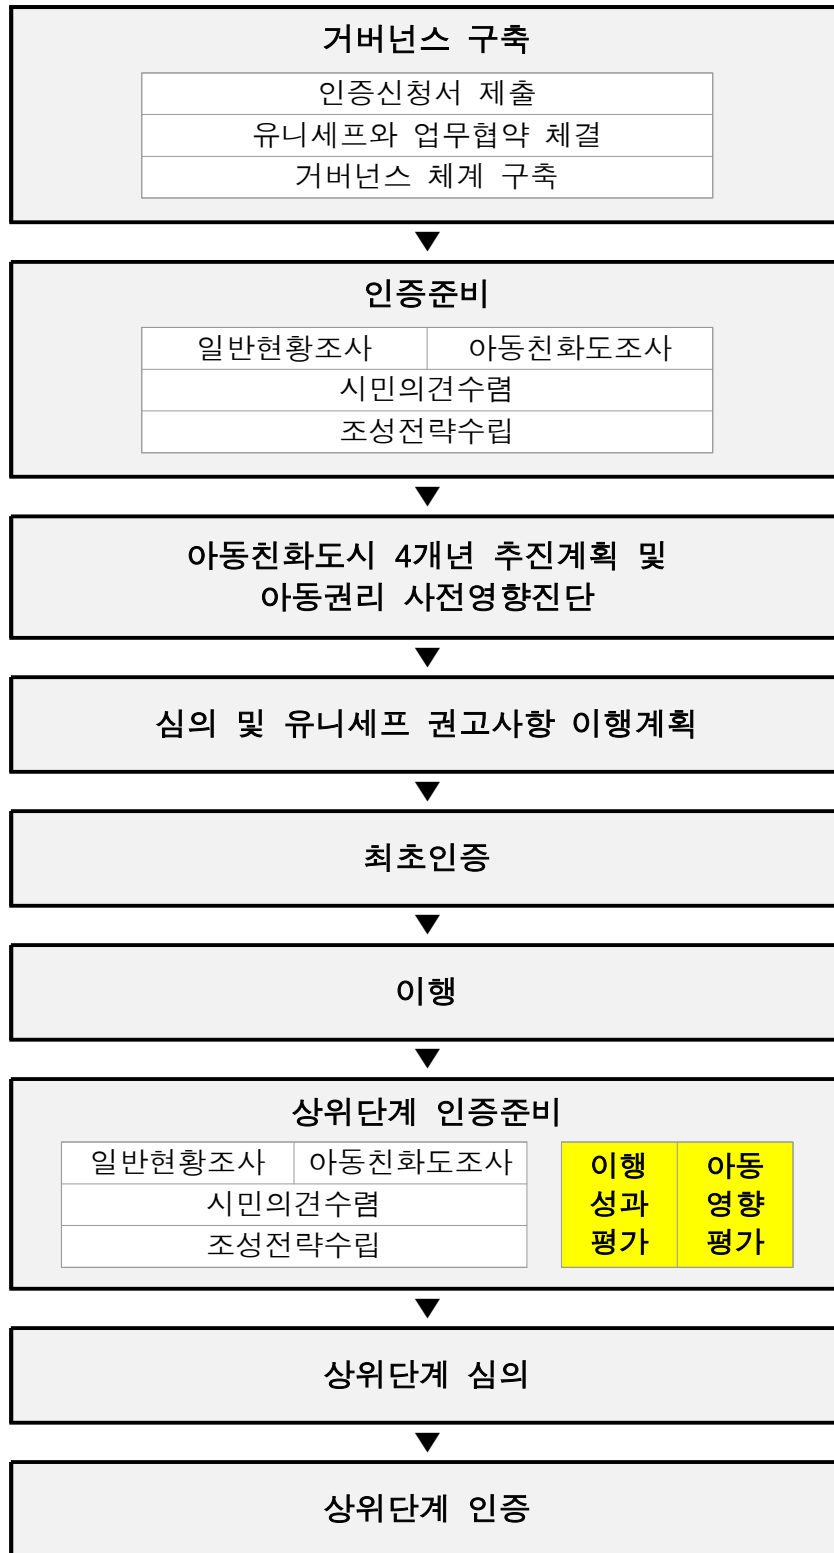 거버넌스 구축
인증신청서 제출
유니세프와 업무협약 체결
거버넌스 체계 구축
▼
인증준비
일반현황조사 아동친화도조사
시민의견수렴
조성전략수립
▼
아동친화도시 4개년 추진계획 및
아동권리 사전영향진단
▼
심의 및 유니세프 권고사항 이행계획
▼
최초인증
▼
이행
▼
상위단계 인증준비
일반현황조사 아동친화도조사
시민의견수렴
조성전략수립
이행
성과
평가
아동
영향
평가
▼
상위단계 심의
▼
상위단계 인증